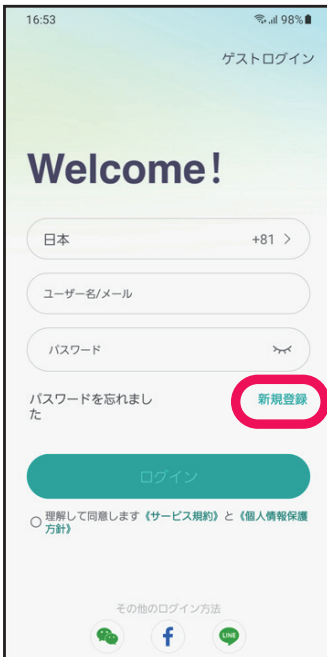 16:53 98%
ゲストログイン
Welcome!
日本 +81 >
ユーザー名/メール
パスワード
パスワードを忘れまし 新規登録
た
ログイン
理解して同意します《サービス規約》と《個人情報保護
方針》
その他のログイン方法
f LINE